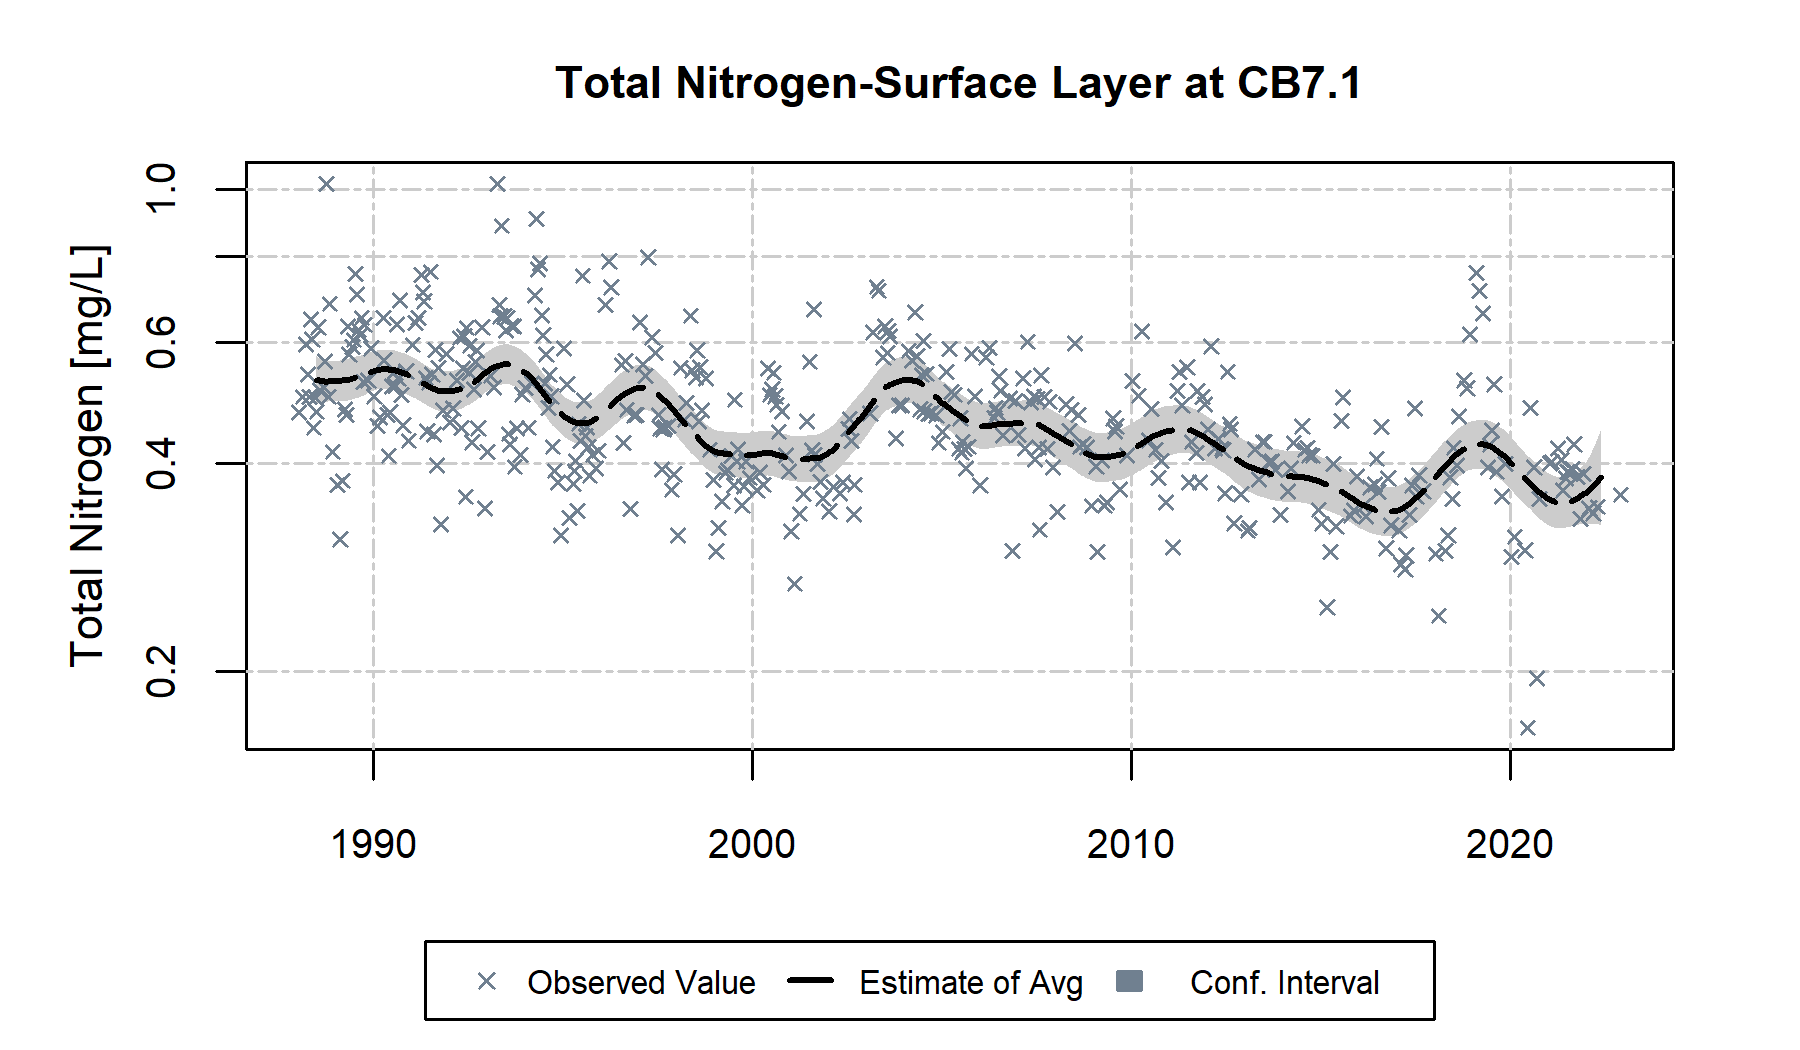 Total Nitrogen-Surface Layer at CB7.1
Total Nitrogen [mg/L]
1.0
0.6
0.4
0.2
1990 2000 2010 2020
Observed Value Estimate of Avg Conf. Interval